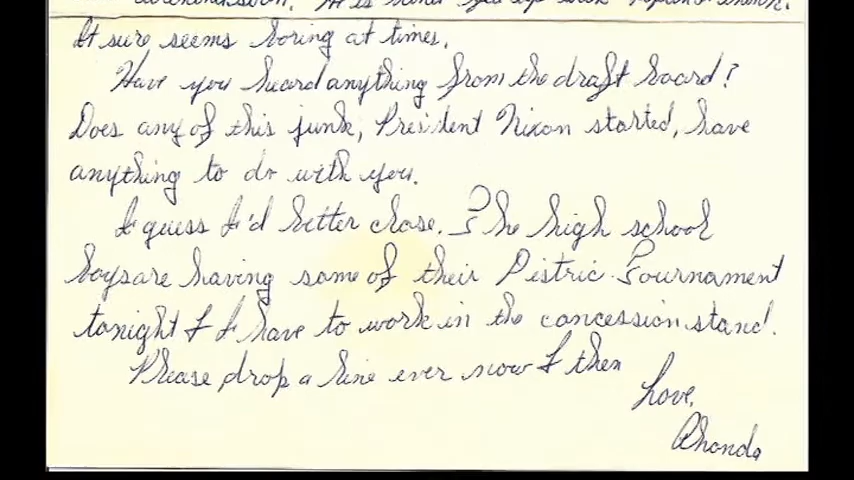 He is
It sure seems boring at times.
Have you heard anything from the draft board?
Does any of this junk, President Nixon started, have
anything to do with you.
I guess I'd better close. The high school
boys are having some of their Distric Tournament
tonight & I have to work in the concession stand.
Please drop a line ever now & then
Love,
Rhonda